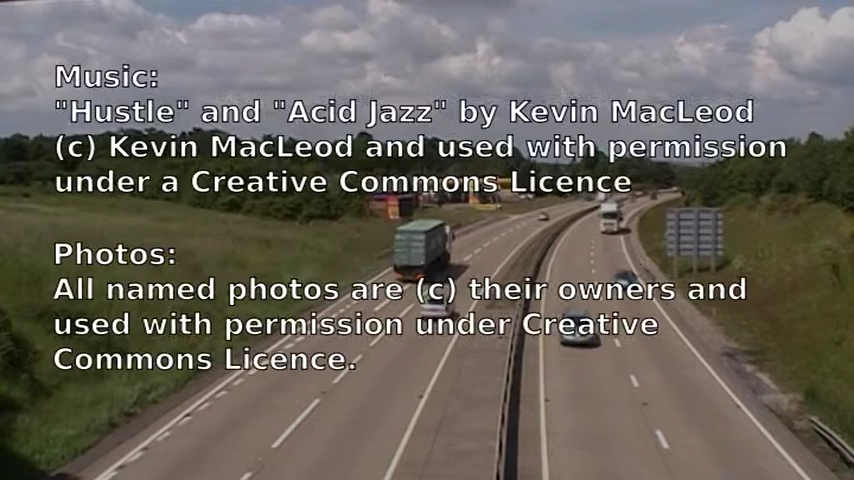 Music:
"Hustle" and "Acid Jazz" by Kevin MacLeod
(c) Kevin MacLeod and used with permission
under a Creative Commons Licence
Photos:
All named photos are (c) their owners and
used with permission under Creative
Commons Licence.